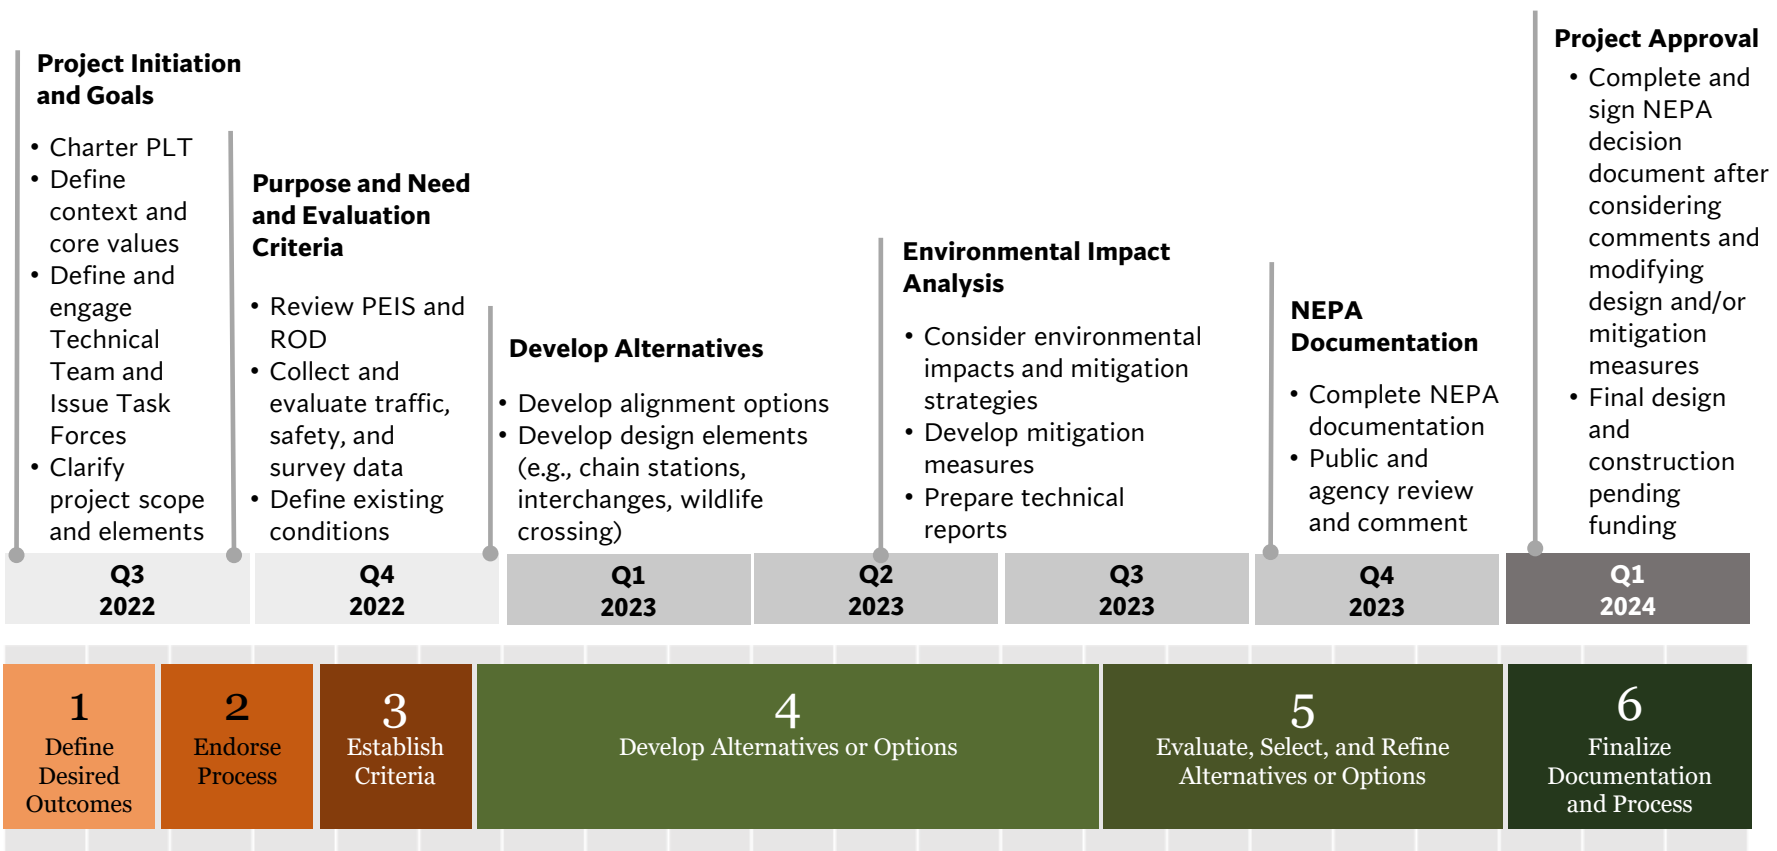 Project Initiation
and Goals
• Charter PLT
• Define
context and
core values
• Define and
engage
Technical
Team and
Issue Task
Forces
• Clarify
project scope
and elements
Purpose and Need
and Evaluation
Criteria
• Review PEIS and
ROD
• Collect and
evaluate traffic,
safety, and
survey data
• Define existing
conditions
Develop Alternatives
• Develop alignment options
• Develop design elements
(e.g., chain stations,
interchanges, wildlife
crossing)
Environmental Impact
Analysis
• Consider environmental
impacts and mitigation
strategies
• Develop mitigation
measures
• Prepare technical
reports
NEPA
Documentation
• Complete NEPA
documentation
• Public and
agency review
and comment
Project Approval
• Complete and
sign NEPA
decision
document after
considering
comments and
modifying
design and/or
mitigation
measures
• Final design
and
construction
pending
funding
Q3
2022
Q4
2022
Q1
2023
Q2
2023
Q3
2023
Q4
2023
Q1
2024
1
Define
Desired
Outcomes
2
Endorse
Process
3
Establish
Criteria
4
Develop Alternatives or Options
5
Evaluate, Select, and Refine
Alternatives or Options
6
Finalize
Documentation
and Process